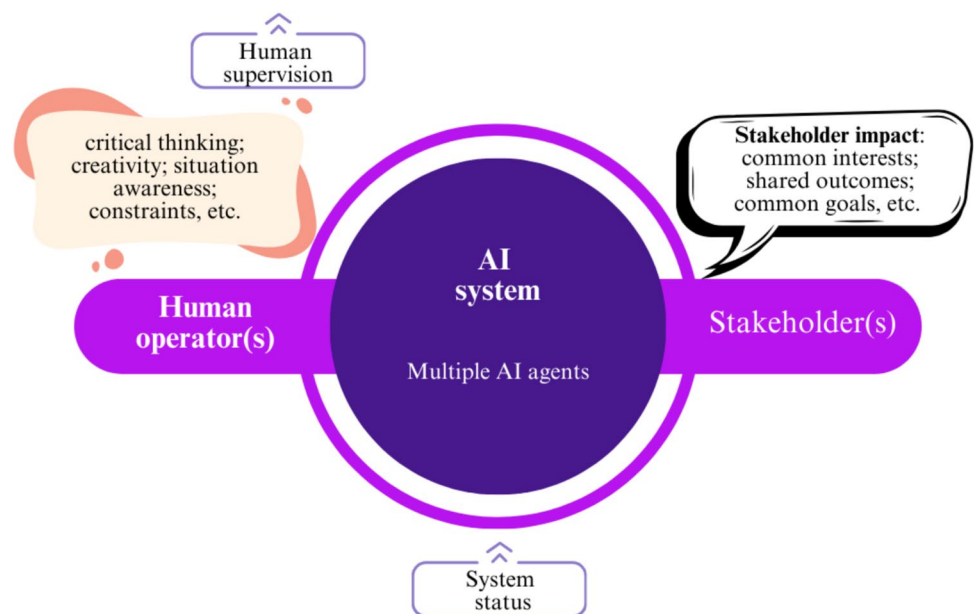 Human
supervision
critical thinking;
creativity; situation
awareness;
constraints, etc.
Stakeholder impact:
common interests;
shared outcomes;
common goals, etc.
Human
operator(s)
AI
system
Multiple AI agents
Stakeholder(s)
System
status